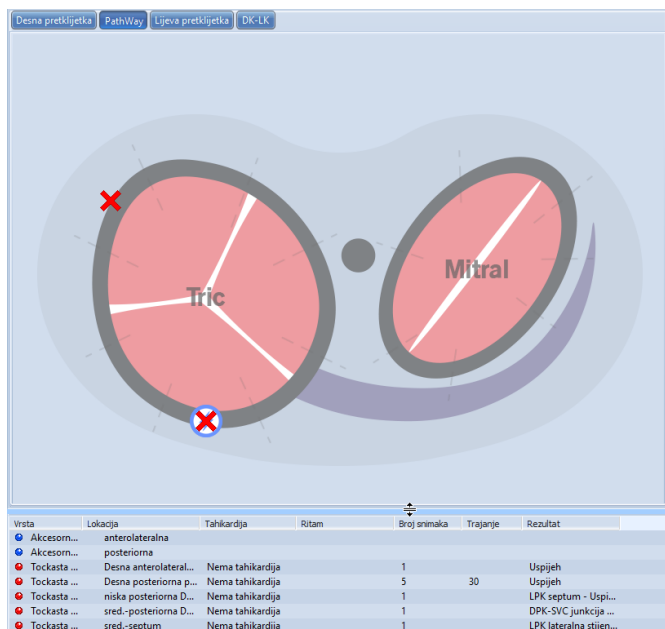 Desna pretklijetka PathWay Lijeva pretklijetka DK-LK
Mitral
Tric
Vrsta Lokacija Tahikardija Ritam Broj snimaka Trajanje Rezultat
Akcesorn... anterolateralna
Akcesorn... posteriorna
Tockasta ... Desna anterolateral... Nema tahikardija 1 Uspijeh
Tockasta ... Desna posteriorna p... Nema tahikardija 5 30 Uspijeh
Tockasta ... niska posteriorna D... Nema tahikardija 1 LPK septum - Uspi...
Tockasta ... sred.-posteriorna D... Nema tahikardija 1 DPK-SVC junkcija ...
Tockasta ... sred.-septum Nema tahikardija 1 LPK lateralna stijen...